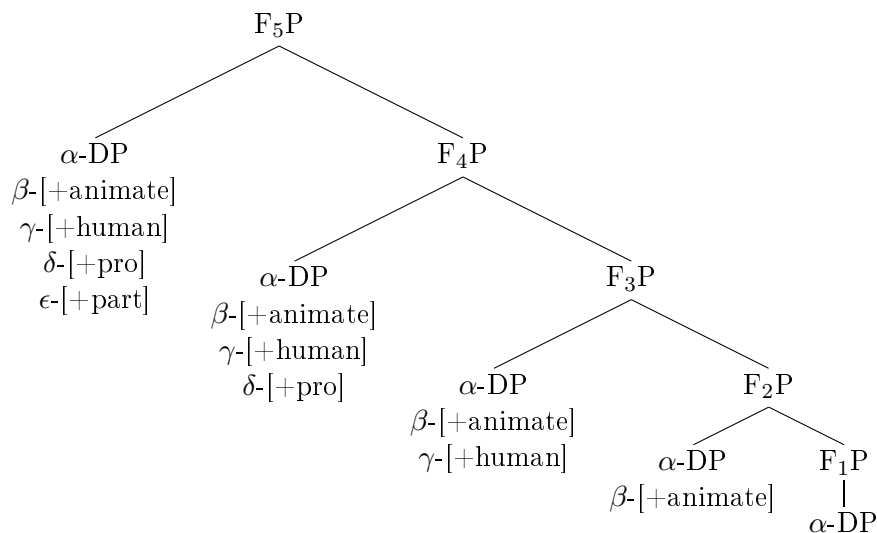 F₅P
α-DP
β-[+animate]
γ-[+human]
δ-[+pro]
ϵ-[+part]
F₄P
α-DP
β-[+animate]
γ-[+human]
δ-[+pro]
F₃P
α-DP
β-[+animate]
γ-[+human]
F₂P
α-DP
β-[+animate]
F₁P
α-DP